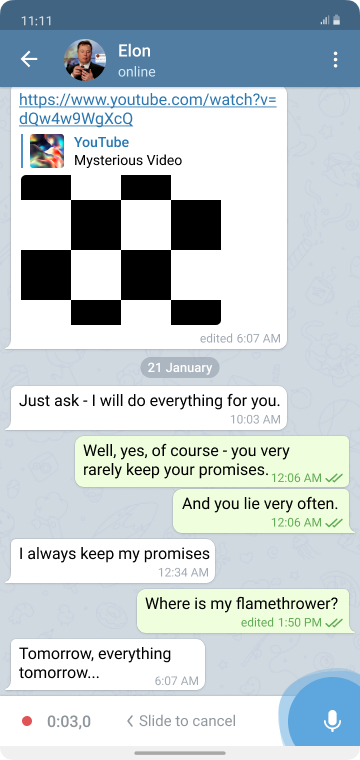 11:11
Elon
online
https://www.youtube.com/watch?v=
dQw4w9WgXcQ
YouTube
Mysterious Video
edited 6:07 AM
21 January
Just ask - I will do everything for you.
10:03 AM
Well, yes, of course - you very
rarely keep your promises.
12:06 AM
And you lie very often.
12:06 AM
I always keep my promises
12:34 AM
Where is my flamethrower?
edited 1:50 PM
Tomorrow, everything
tomorrow...
6:07 AM
0:03,0
Slide to cancel